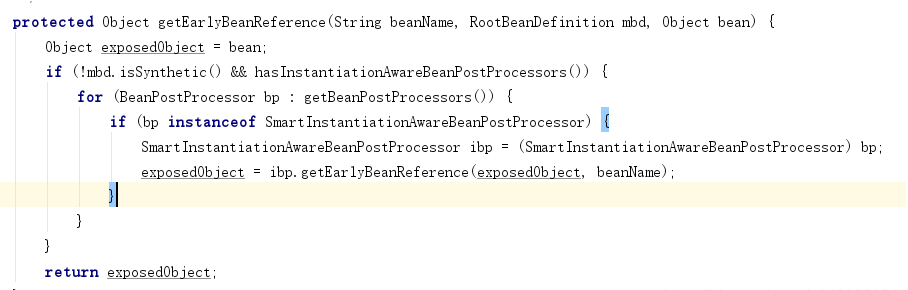 protected Object getEarlyBeanReference(String beanName, RootBeanDefinition mbd, Object bean) {
    Object exposedObject = bean;
    if (!mbd.isSynthetic() && hasInstantiationAwareBeanPostProcessors()) {
        for (BeanPostProcessor bp : getBeanPostProcessors()) {
            if (bp instanceof SmartInstantiationAwareBeanPostProcessor) {
                SmartInstantiationAwareBeanPostProcessor ibp = (SmartInstantiationAwareBeanPostProcessor) bp;
                exposedObject = ibp.getEarlyBeanReference(exposedObject, beanName);
            }
        }
    }
    return exposedObject;